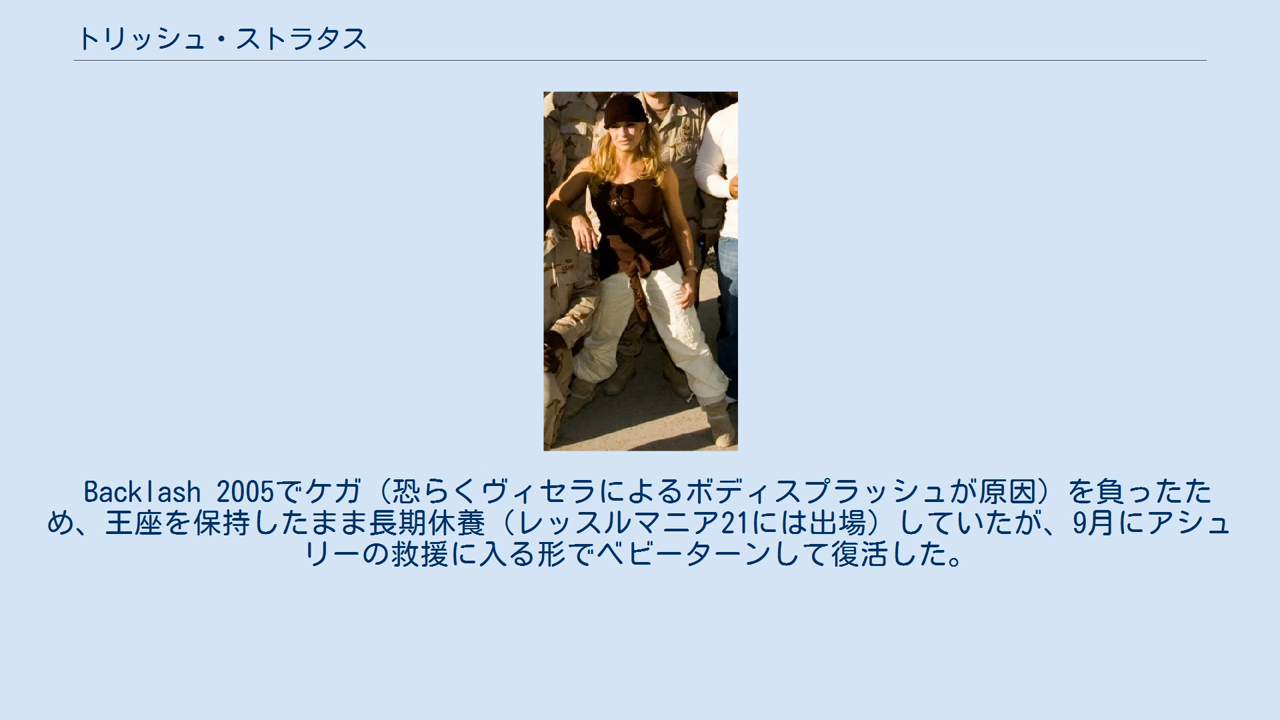 トリッシュ・ストラタス
Backlash 2005でケガ（恐らくヴィセラによるボディスプラッシュが原因）を負ったた
め、王座を保持したまま長期休養（レッスルマニア21には出場）していたが、9月にアシュ
リーの救援に入る形でベビーターンして復活した。